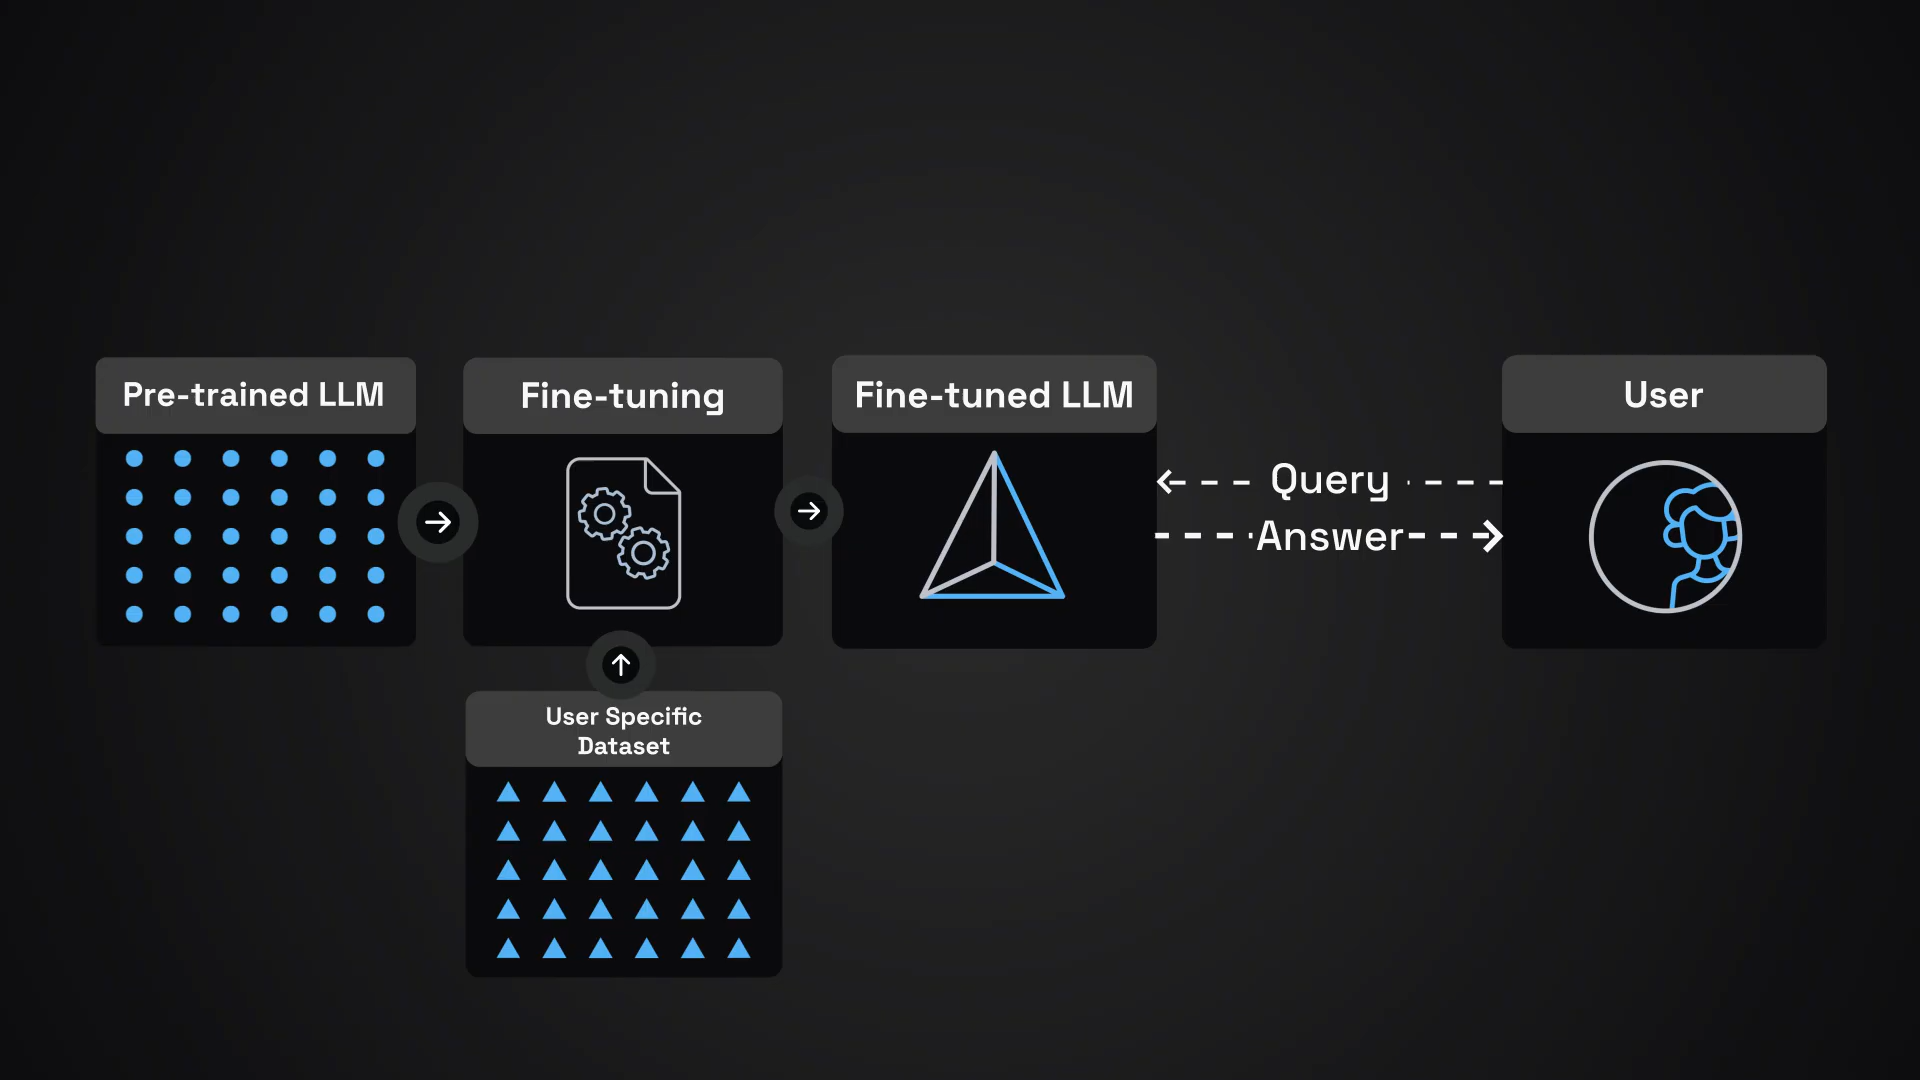 Pre-trained LLM
Fine-tuning
Fine-tuned LLM
User
Query
Answer
User Specific
Dataset